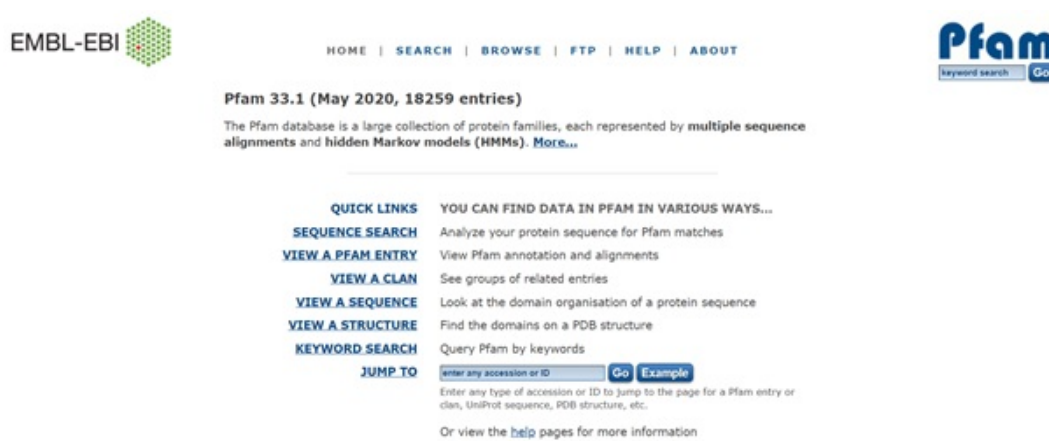 EMBL-EBI
HOME | SEARCH | BROWSE | FTP | HELP | ABOUT
Pfam
keyword search Go
Pfam 33.1 (May 2020, 18259 entries)
The Pfam database is a large collection of protein families, each represented by multiple sequence
alignments and hidden Markov models (HMMs). More...
QUICK LINKS YOU CAN FIND DATA IN PFAM IN VARIOUS WAYS...
SEQUENCE SEARCH Analyze your protein sequence for Pfam matches
VIEW A PFAM ENTRY View Pfam annotation and alignments
VIEW A CLAN See groups of related entries
VIEW A SEQUENCE Look at the domain organisation of a protein sequence
VIEW A STRUCTURE Find the domains on a PDB structure
KEYWORD SEARCH Query Pfam by keywords
JUMP TO enter any accession or ID Go Example
Enter any type of accession or ID to jump to the page for a Pfam entry or
clan, UniProt sequence, PDB structure, etc.
Or view the help pages for more information